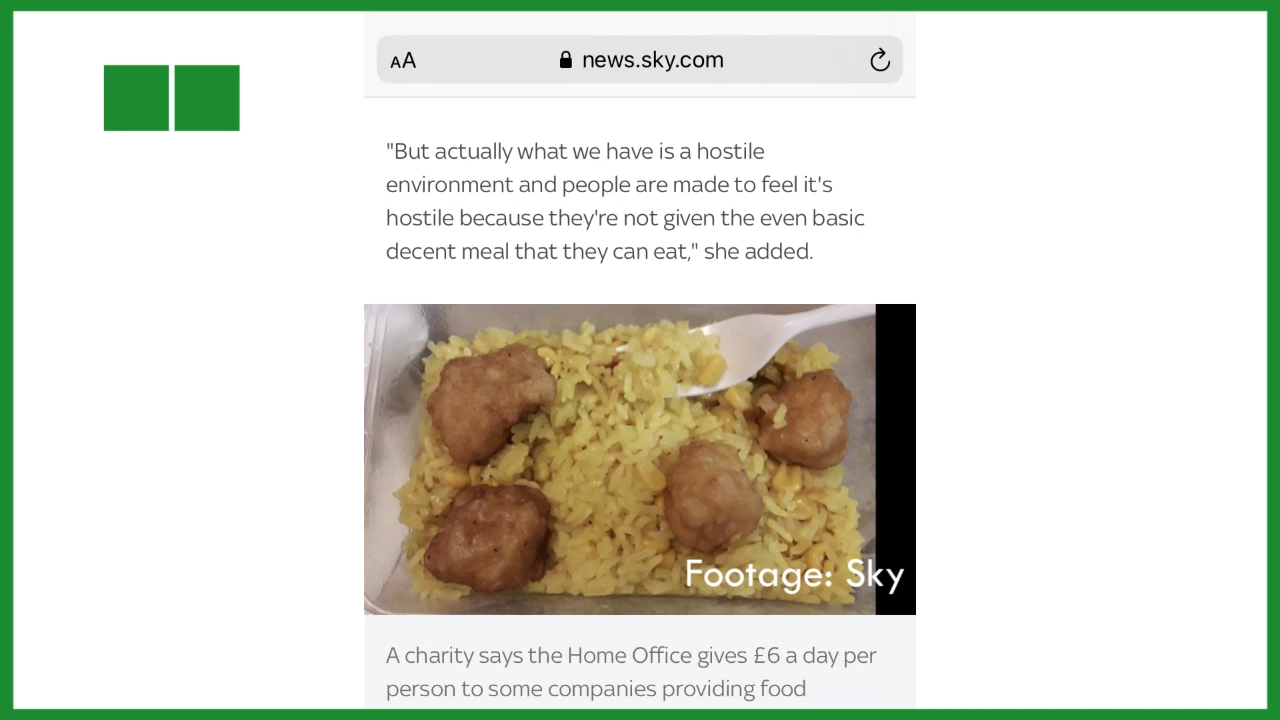 AA news.sky.com
"But actually what we have is a hostile
environment and people are made to feel it's
hostile because they're not given the even basic
decent meal that they can eat," she added.
Footage: Sky
A charity says the Home Office gives £6 a day per
person to some companies providing food